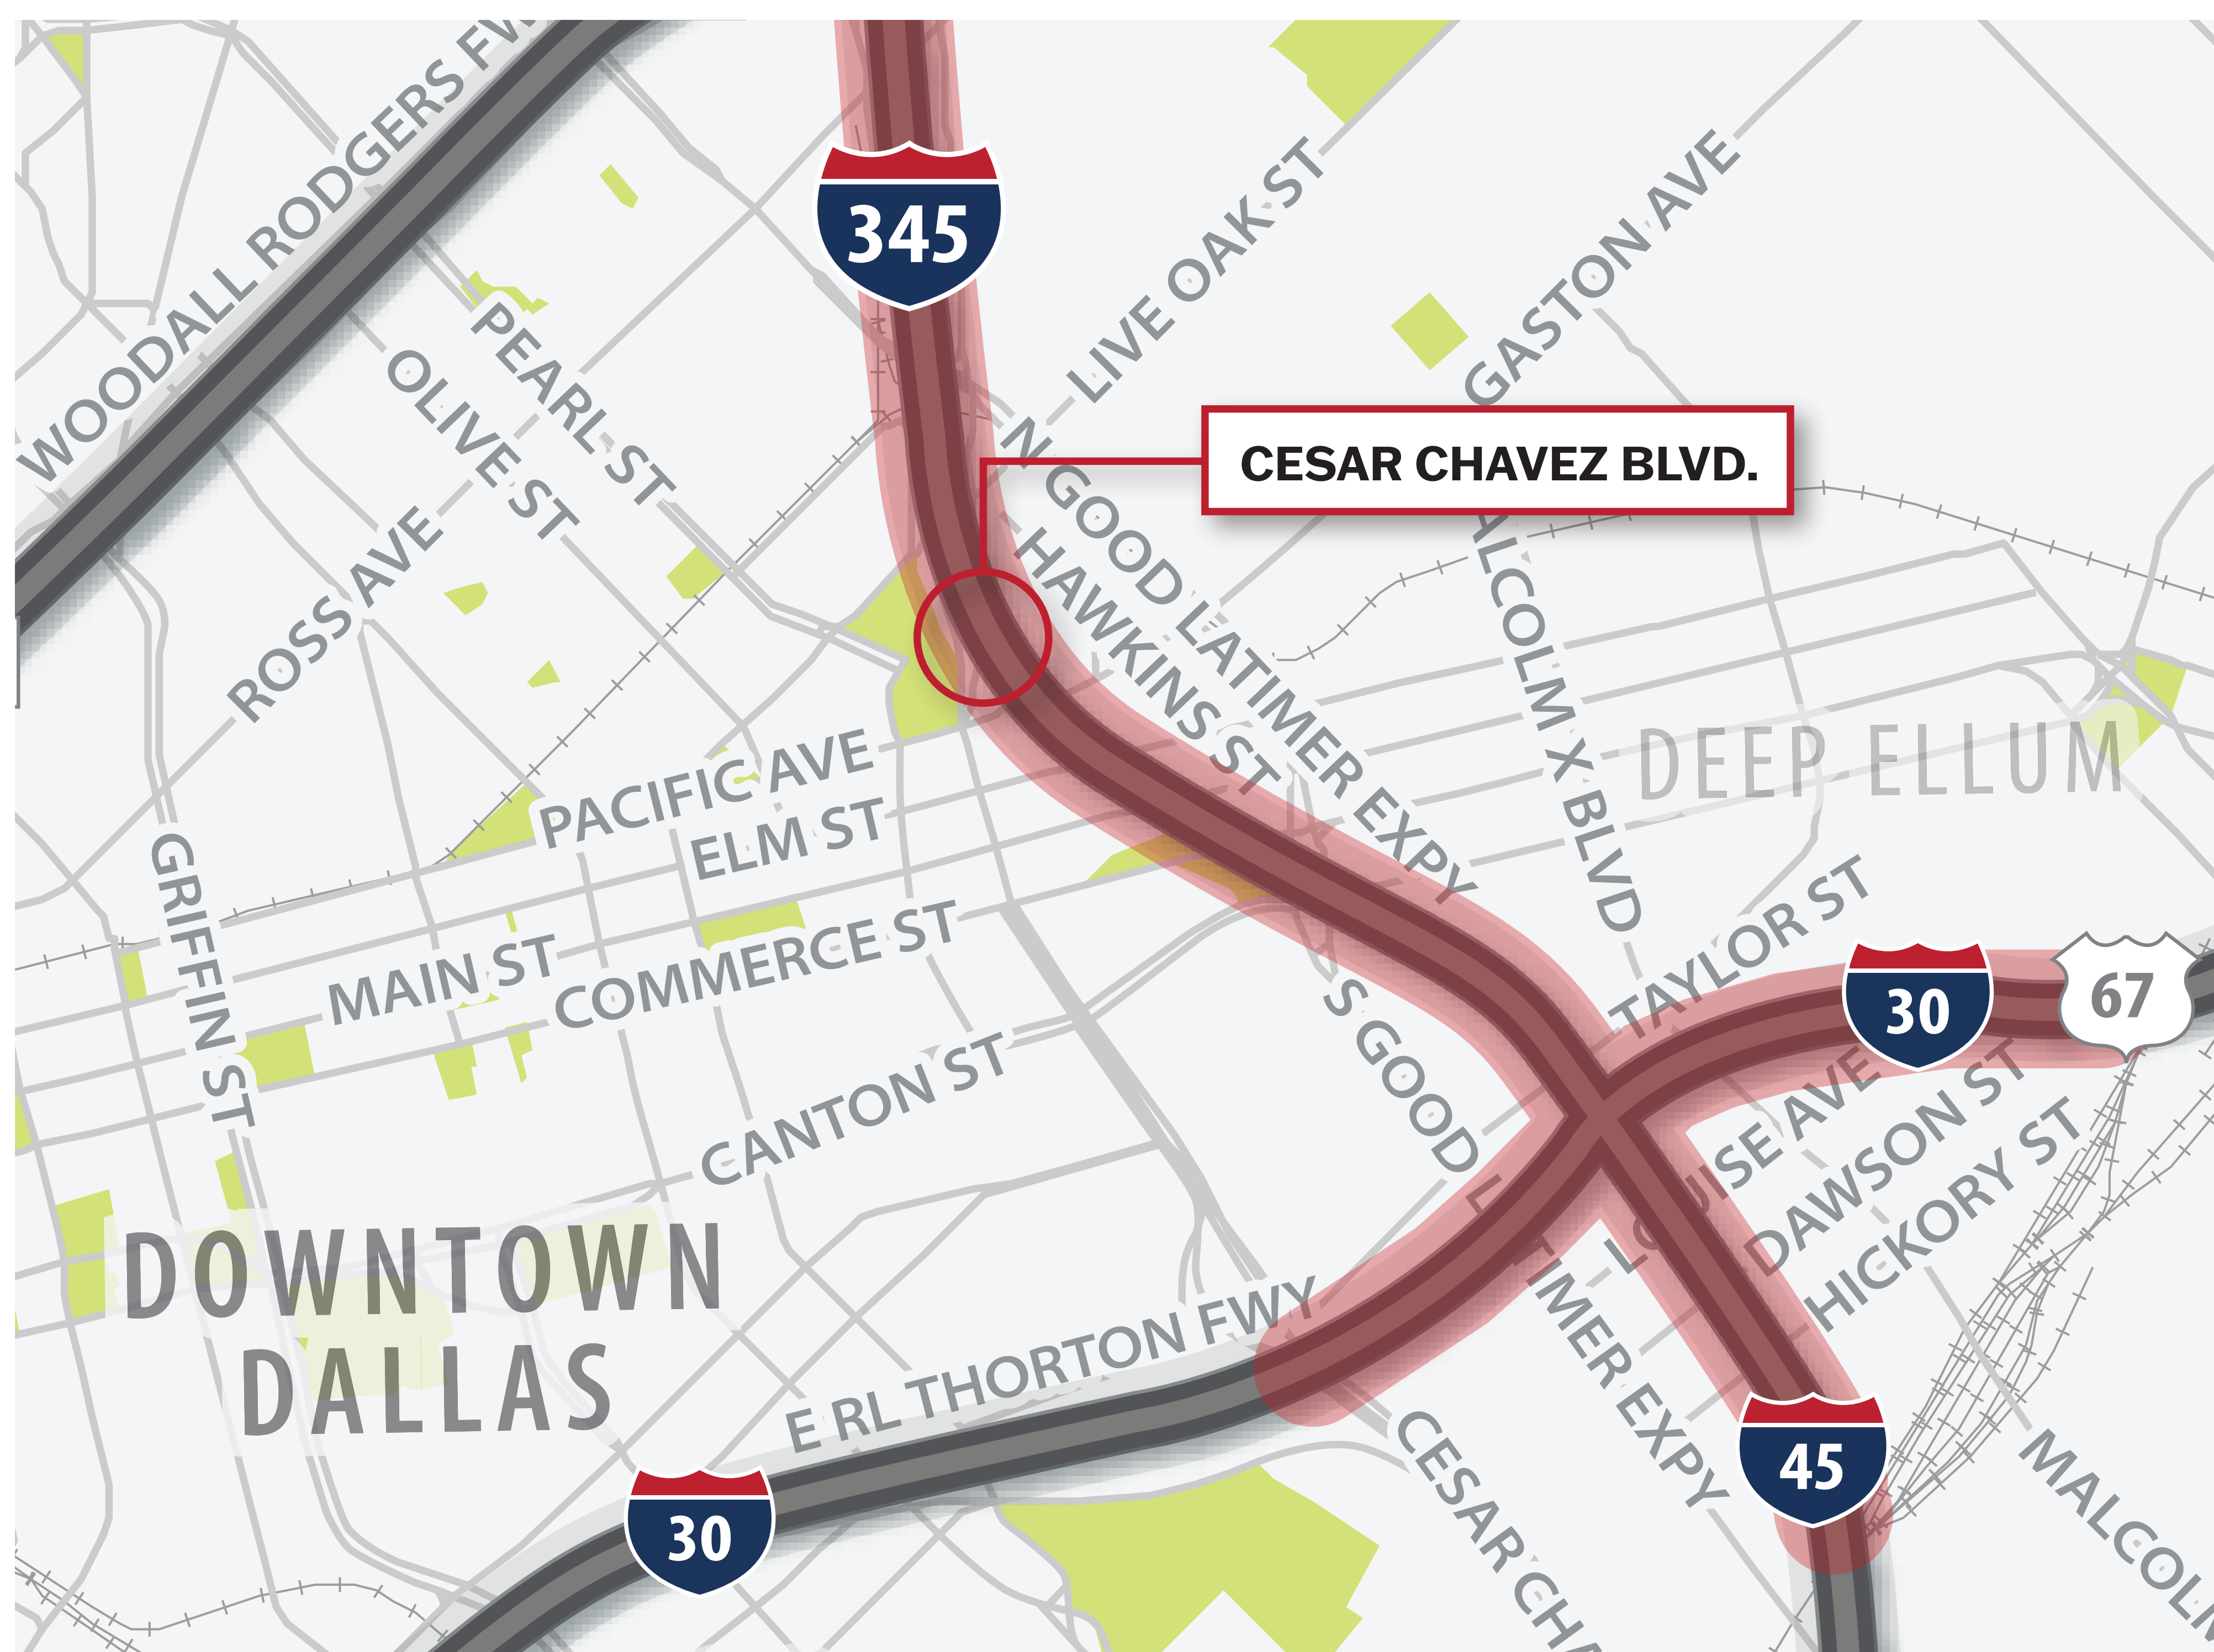 WOODALL RODGERS FW
345
LIVE OAK ST
GASTON AVE
PEARL ST
OLIVE ST
CESAR CHAVEZ BLVD.
N GOOD LATIMER EXPY
HAWKINS ST
ROSS AVE
ALCOLM X BLVD
DEEP ELLUM
PACIFIC AVE
ELM ST
GRIFFIN ST
MAIN ST
COMMERCE ST
TAYLOR ST
30
67
CANTON ST
S GOOD L TIMER EXPY
LOUISE AVE
DAWSON ST
HICKORY ST
DOWNTOWN
DALLAS
E RL THORTON FWY
45
30
CESAR CHA
MALCOLM